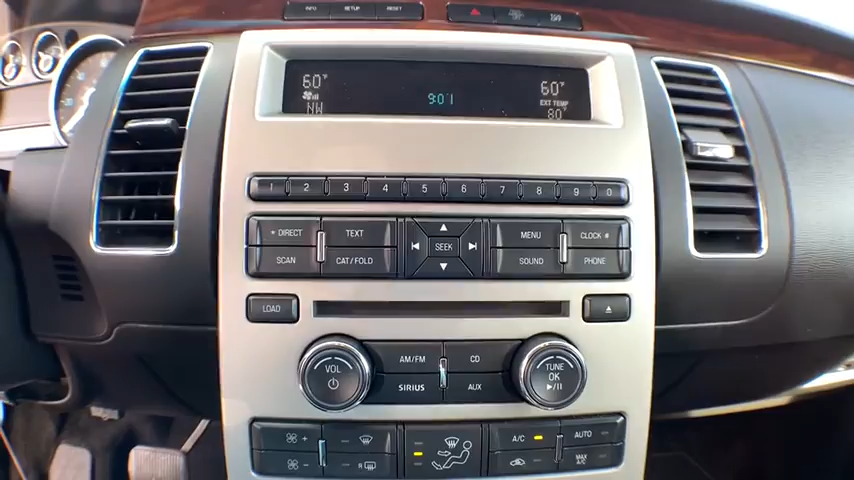 INFO SETUP RESET
60°F 60°F
9:01
NW EXT TEMP
80°F
1 2 3 4 5 6 7 8 9 0
* DIRECT TEXT SEEK MENU CLOCK #
SCAN CAT/FOLD SOUND PHONE
LOAD
VOL AM/FM CD TUNE
SIRIUS AUX OK
+ A/C AUTO
- R MAX
A/C